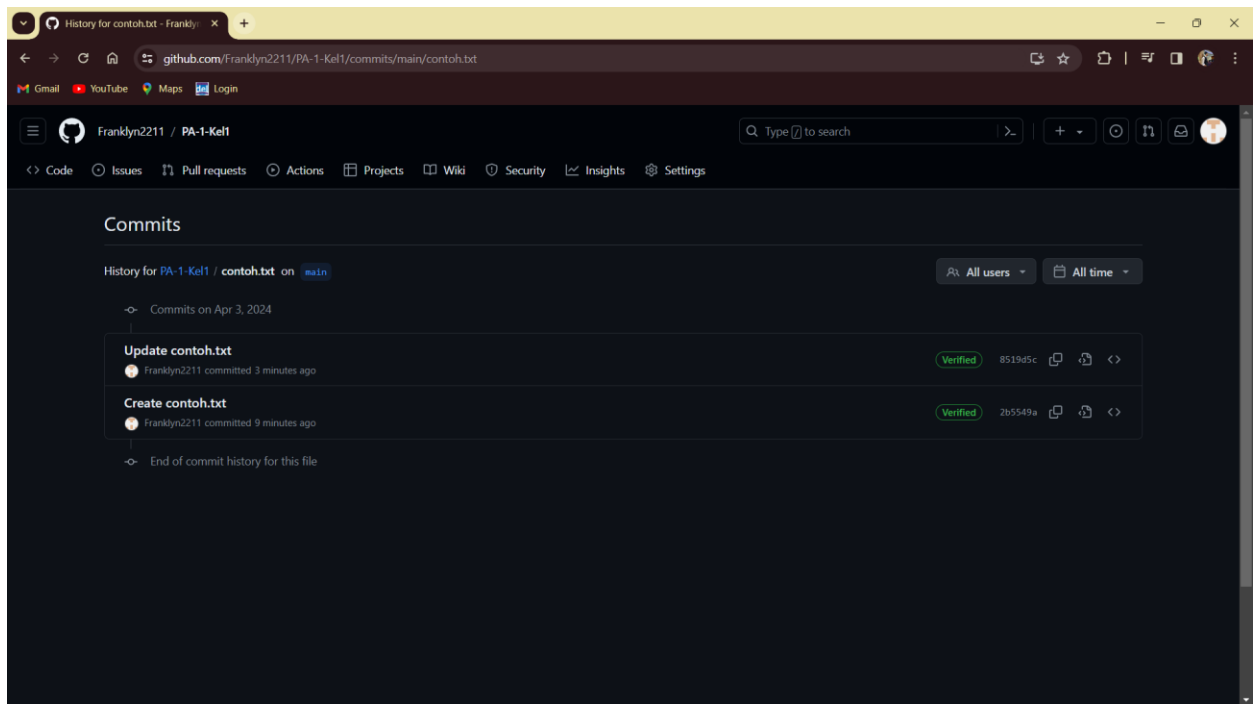 History for contoh.txt - Franklyn
github.com/Franklyn2211/PA-1-Kel1/commits/main/contoh.txt
Gmail YouTube Maps del Login
Franklyn2211 / PA-1-Kel1 Type / to search
Code Issues Pull requests Actions Projects Wiki Security Insights Settings
Commits
History for PA-1-Kel1 / contoh.txt on main All users All time
Commits on Apr 3, 2024
Update contoh.txt
Franklyn2211 committed 3 minutes ago
Verified 8519d5c
Create contoh.txt
Franklyn2211 committed 9 minutes ago
Verified 2b5549a
End of commit history for this file